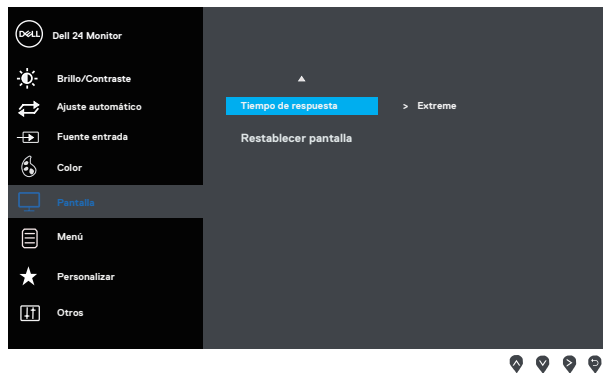 DELL
Dell 24 Monitor
Brillo/Contraste
Ajuste automático
Tiempo de respuesta > Extreme
Fuente entrada
Restablecer pantalla
Color
Pantalla
Menú
Personalizar
Otros